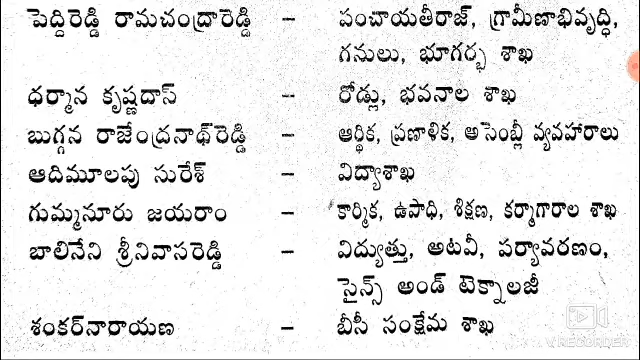 పెద్దిరెడ్డి రామచంద్రారెడ్డి – పంచాయతీరాజ్, గ్రామీణాభివృద్ధి,
గనులు, భూగర్భ శాఖ
ధర్మాన కృష్ణదాస్ – రోడ్లు, భవనాల శాఖ
బుగ్గన రాజేంద్రనాథ్‌రెడ్డి – ఆర్థిక, ప్రణాళిక, అసెంబ్లీ వ్యవహారాలు
ఆదిమూలపు సురేశ్ – విద్యాశాఖ
గుమ్మనూరు జయరాం – కార్మిక, ఉపాధి, శిక్షణ, కర్మాగారాల శాఖ
బాలినేని శ్రీనివాసరెడ్డి – విద్యుత్తు, అటవీ, పర్యావరణం,
సైన్స్ అండ్ టెక్నాలజీ
శంకర్‌నారాయణ – బీసీ సంక్షేమ శాఖ
V RECORDER